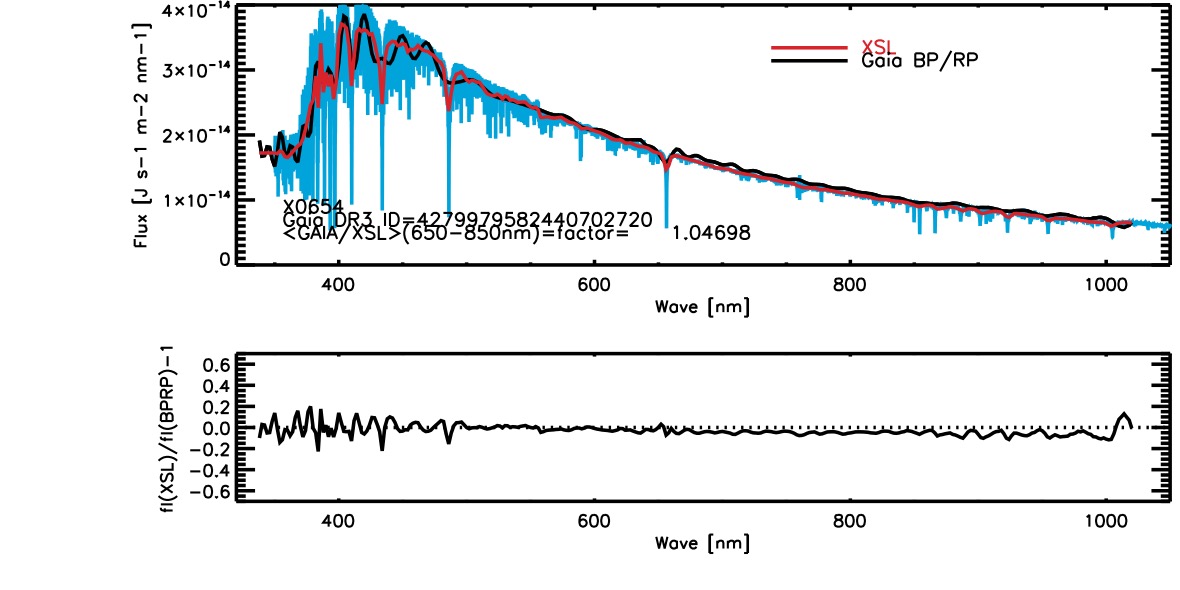 4×10⁻¹⁴
3×10⁻¹⁴
2×10⁻¹⁴
1×10⁻¹⁴
0
Flux [J s−1 m−2 nm−1]
XSL
Gaia BP/RP
X0654
Gaia DR3 ID=4279979582440702720
<GAIA/XSL>(650−850nm)=factor= 1.04698
400 600 800 1000
Wave [nm]
fl(XSL)/fl(BPRP)−1
0.6
0.4
0.2
0.0
−0.2
−0.4
−0.6
400 600 800 1000
Wave [nm]